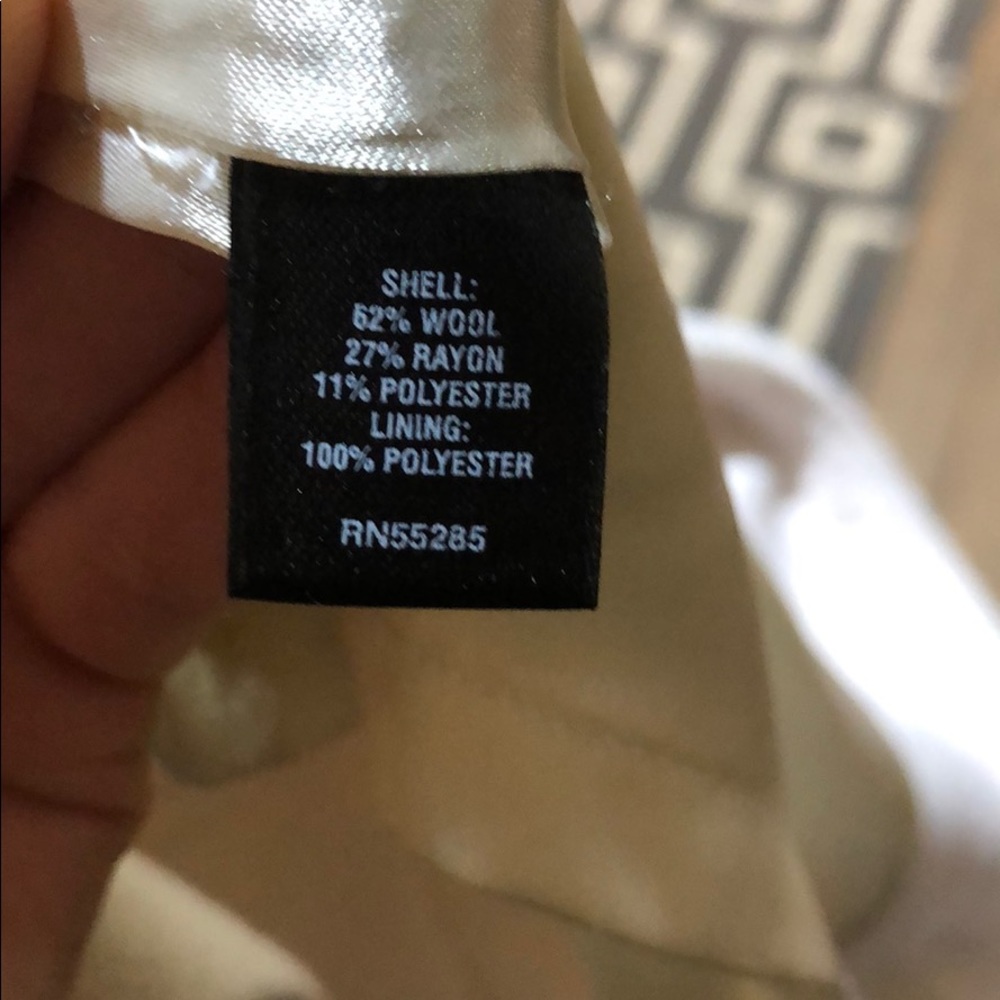 SHELL:
62% WOOL
27% RAYON
11% POLYESTER
LINING:
100% POLYESTER
RN55285